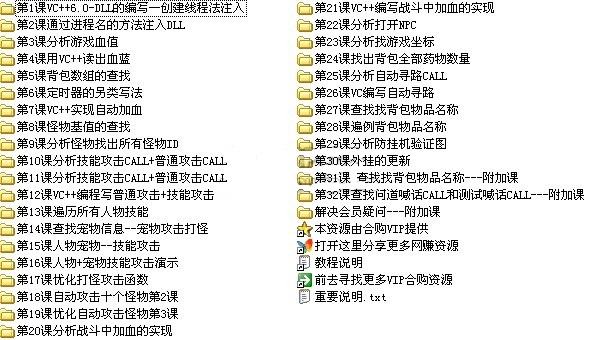 第1课VC++6.0-DLL的编写一创建线程法注入
第2课通过进程名的方法注入DLL
第3课分析游戏血值
第4课用VC++读出血蓝
第5课背包数组的查找
第6课定时器的另类写法
第7课VC++实现自动加血
第8课怪物基值的查找
第9课分析怪物找出所有怪物ID
第10课分析技能攻击CALL+普通攻击CALL
第11课分析技能攻击CALL+普通攻击CALL
第12课VC++编程写普通攻击+技能攻击
第13课遍历所有人物技能
第14课查找宠物信息--宠物攻击打怪
第15课人物宠物--技能攻击
第16课人物+宠物技能攻击演示
第17课优化打怪攻击函数
第18课自动攻击十个怪物第2课
第19课优化自动攻击怪物第3课
第20课分析战斗中加血的实现
第21课VC++编写战斗中加血的实现
第22课分析打开NPC
第23课分析找游戏坐标
第24课找出背包全部药物数量
第25课分析自动寻路CALL
第26课VC编写自动寻路
第27课查找找背包物品名称
第28课遍例背包物品名称
第29课分析防挂机验证图
第30课外挂的更新
第31课 查找找背包物品名称---附加课
第32课查找问道喊话CALL和测试喊话CALL---附加课
解决会员疑问---附加课
本资源由合购VIP提供
打开这里分享更多网赚资源
教程说明
前去寻找更多VIP合购资源
重要说明.txt